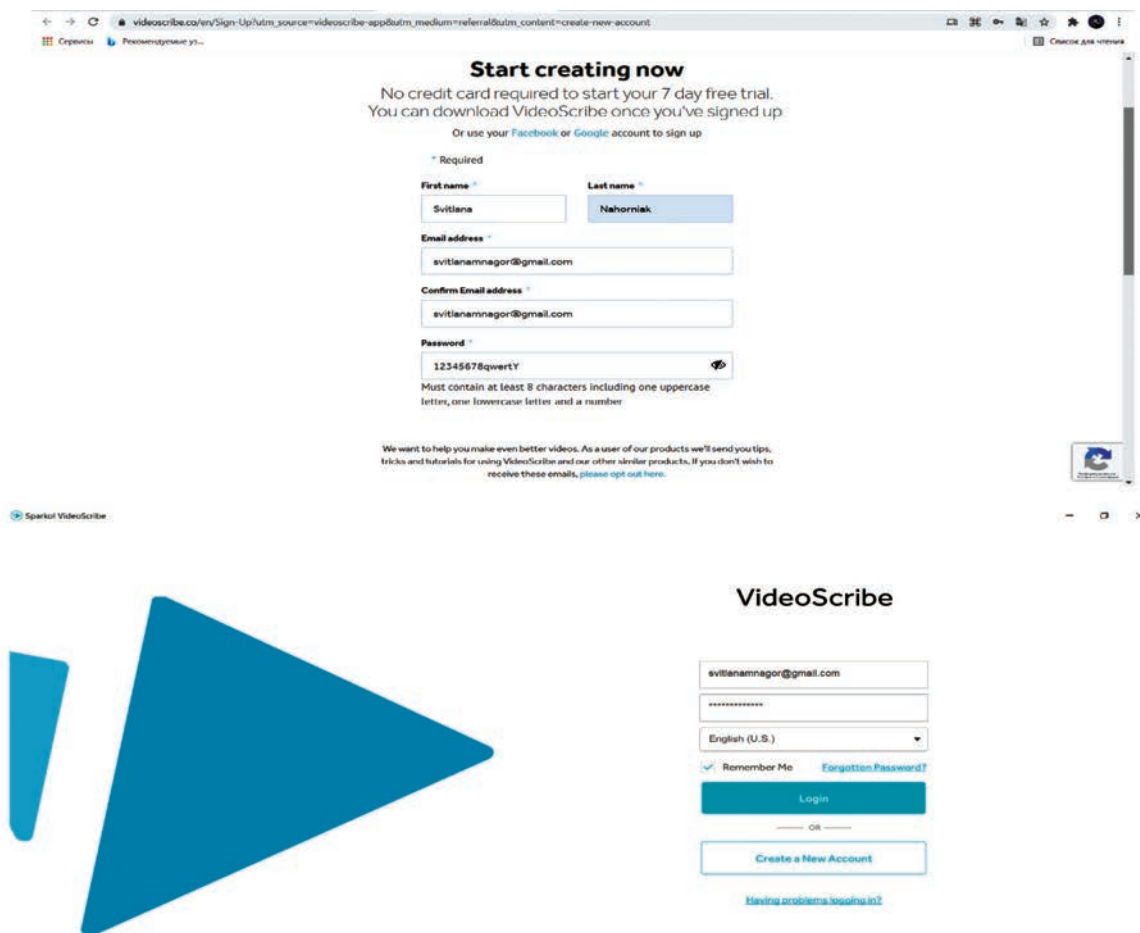 videoscribe.co/en/Sign-Up?utm_source=videoscribe-app&utm_medium=referral&utm_content=create-new-account
Сервисы Рекомендуемые уз... Список для чтения
Start creating now
No credit card required to start your 7 day free trial.
You can download VideoScribe once you've signed up
Or use your Facebook or Google account to sign up
* Required
First name * Last name *
Svitlana Nahorniak
Email address *
svitlanamnagor@gmail.com
Confirm Email address *
svitlanamnagor@gmail.com
Password *
12345678qwertY
Must contain at least 8 characters including one uppercase
letter, one lowercase letter and a number
We want to help you make even better videos. As a user of our products we'll send you tips,
tricks and tutorials for using VideoScribe and our other similar products. If you don't wish to
receive these emails, please opt out here.
Sparkol VideoScribe
VideoScribe
svitlanamnagor@gmail.com
*************
English (U.S.)
Remember Me Forgotten Password?
Login
OR
Create a New Account
Having problems logging in?